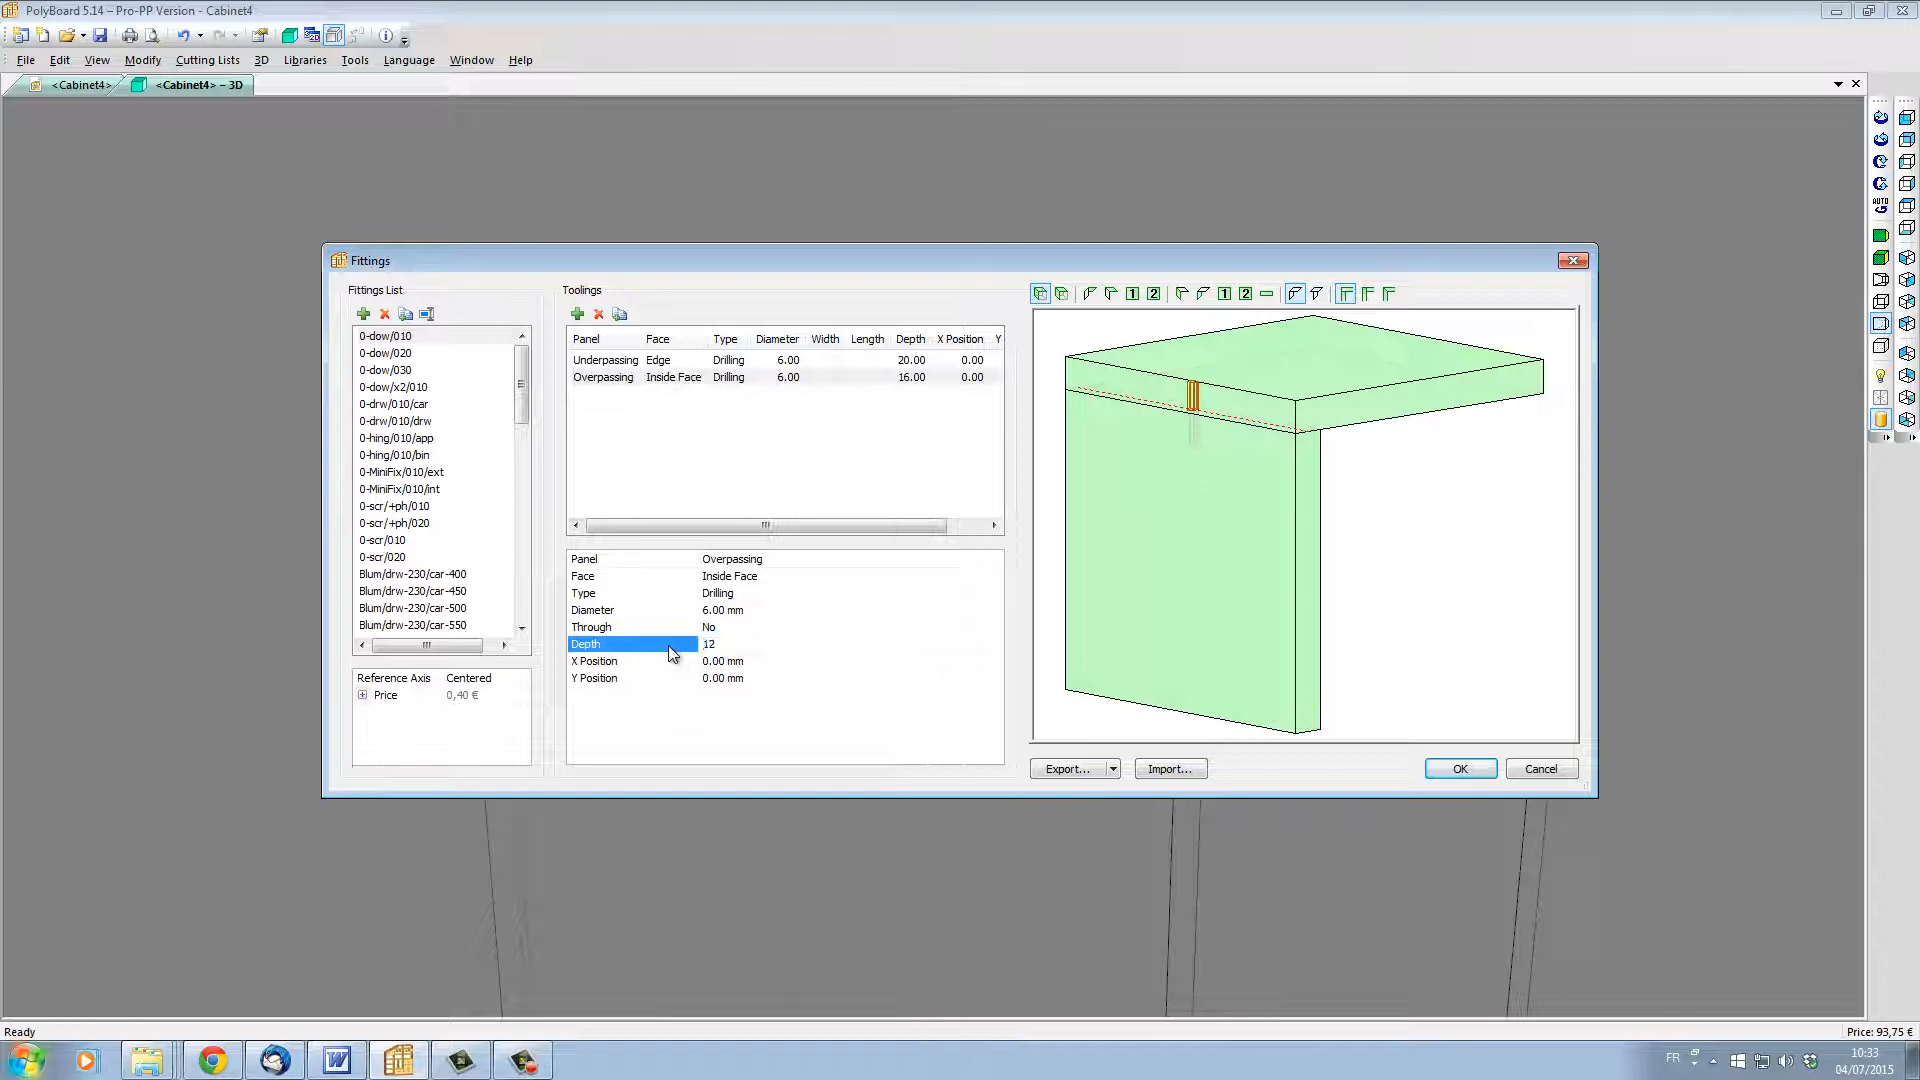 PolyBoard 5.14 – Pro-PP Version - Cabinet4
File Edit View Modify Cutting Lists 3D Libraries Tools Language Window Help
<Cabinet4> <Cabinet4> – 3D
AUTO
Fittings
Fittings List
0-dow/010
0-dow/020
0-dow/030
0-dow/x2/010
0-drw/010/car
0-drw/010/drw
0-hing/010/app
0-hing/010/bin
0-MiniFix/010/ext
0-MiniFix/010/int
0-scr/+ph/010
0-scr/+ph/020
0-scr/010
0-scr/020
Blum/drw-230/car-400
Blum/drw-230/car-450
Blum/drw-230/car-500
Blum/drw-230/car-550
Reference Axis Centered
Price 0,40 €
Toolings
Panel Face Type Diameter Width Length Depth X Position Y
Underpassing Edge Drilling 6.00 20.00 0.00
Overpassing Inside Face Drilling 6.00 16.00 0.00
Panel Overpassing
Face Inside Face
Type Drilling
Diameter 6.00 mm
Through No
Depth 12
X Position 0.00 mm
Y Position 0.00 mm
1 2 1 2
Export... Import... OK Cancel
Ready Price: 93,75 €
FR 10:33
04/07/2015